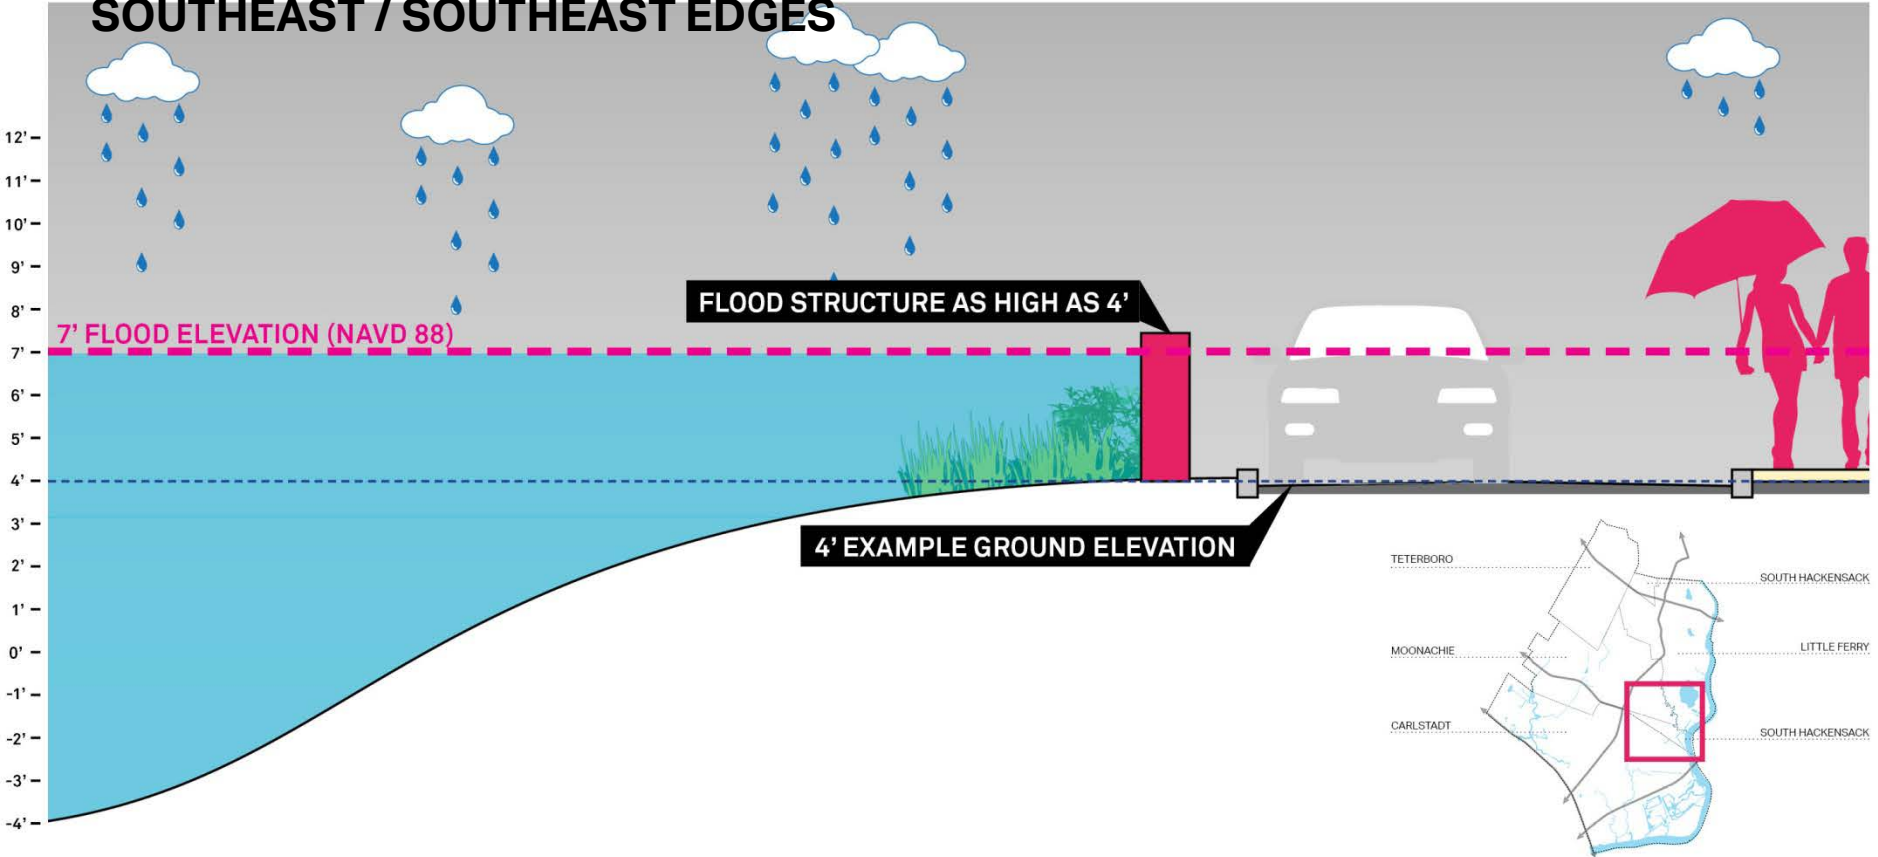 SOUTHEAST / SOUTHEAST EDGES
12'
11'
10'
9'
8'
7'
6'
5'
4'
3'
2'
1'
0'
-1'
-2'
-3'
-4'
FLOOD STRUCTURE AS HIGH AS 4'
7' FLOOD ELEVATION (NAVD 88)
4' EXAMPLE GROUND ELEVATION
TETERBORO
SOUTH HACKENSACK
MOONACHIE
LITTLE FERRY
CARLSTADT
SOUTH HACKENSACK